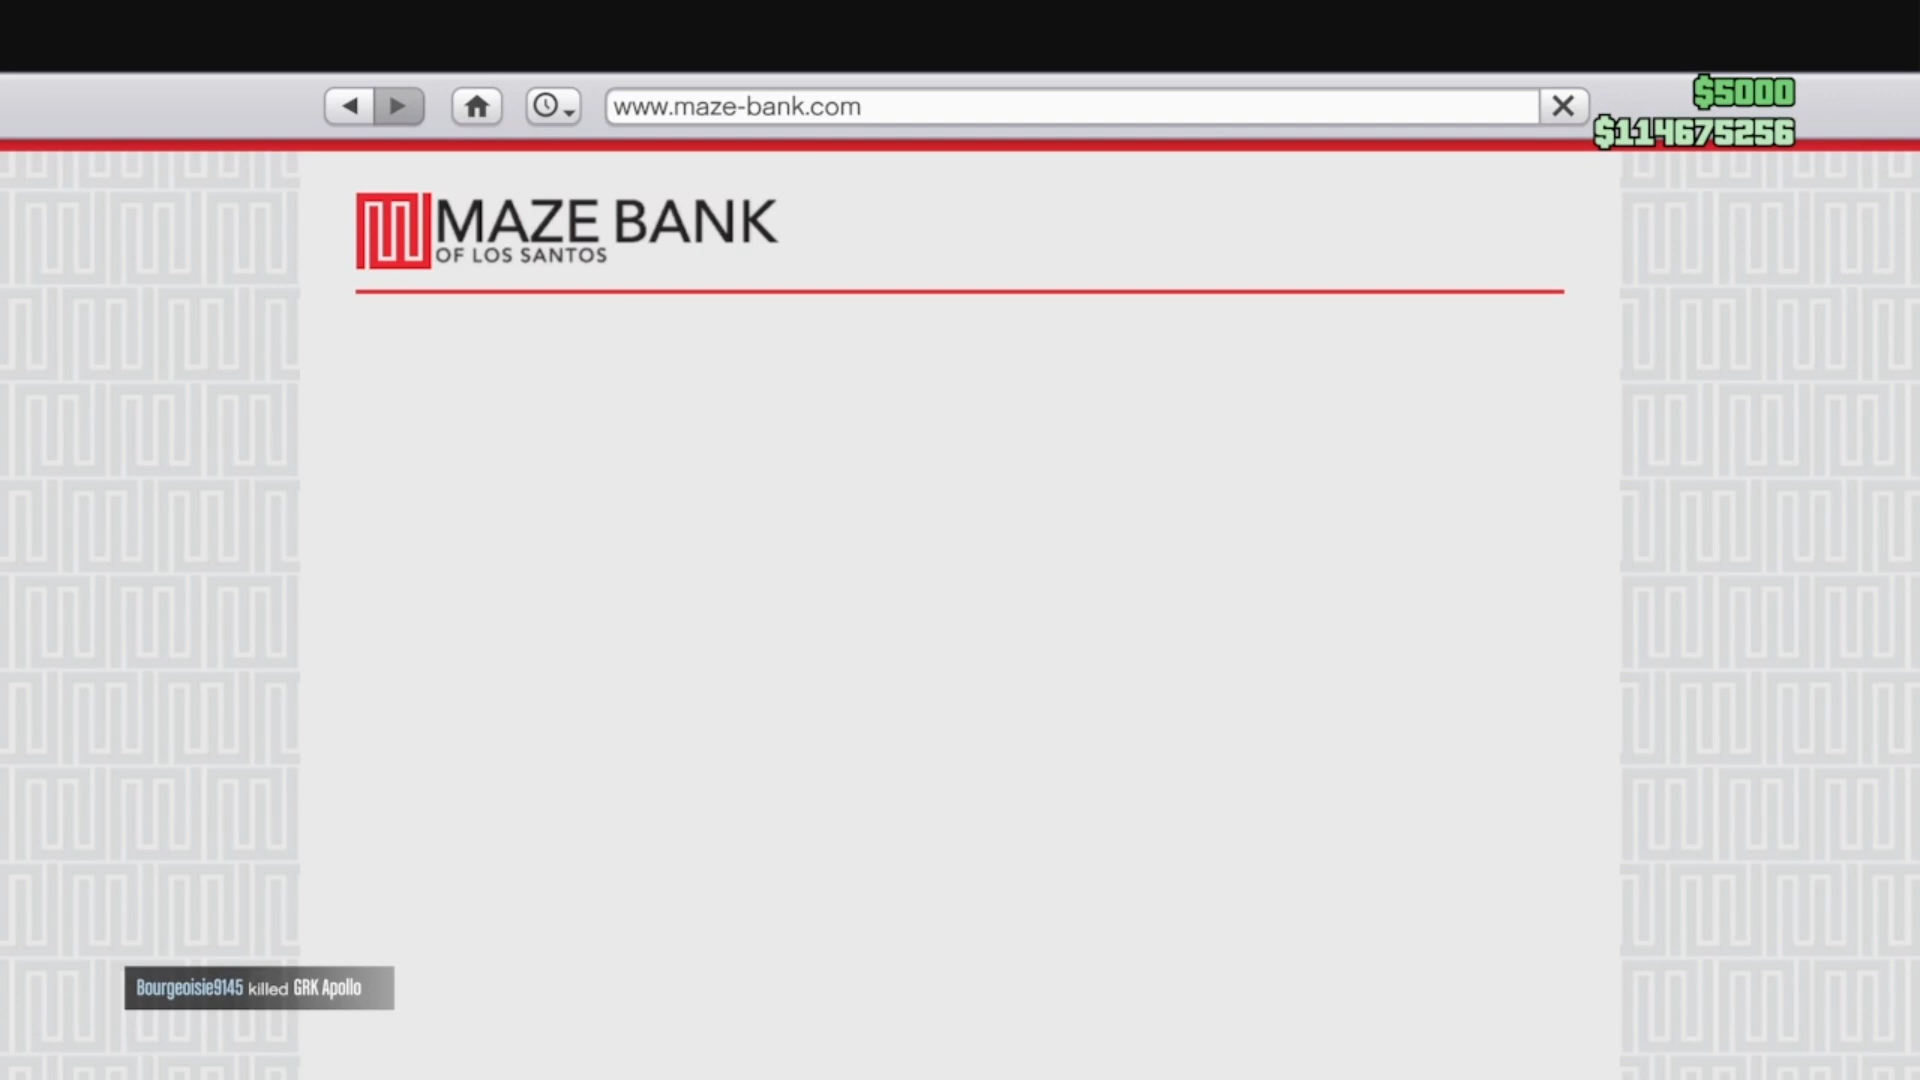 www.maze-bank.com
$5000
$114675256
MAZE BANK
OF LOS SANTOS
Bourgeoisie9145 killed GRK Apollo